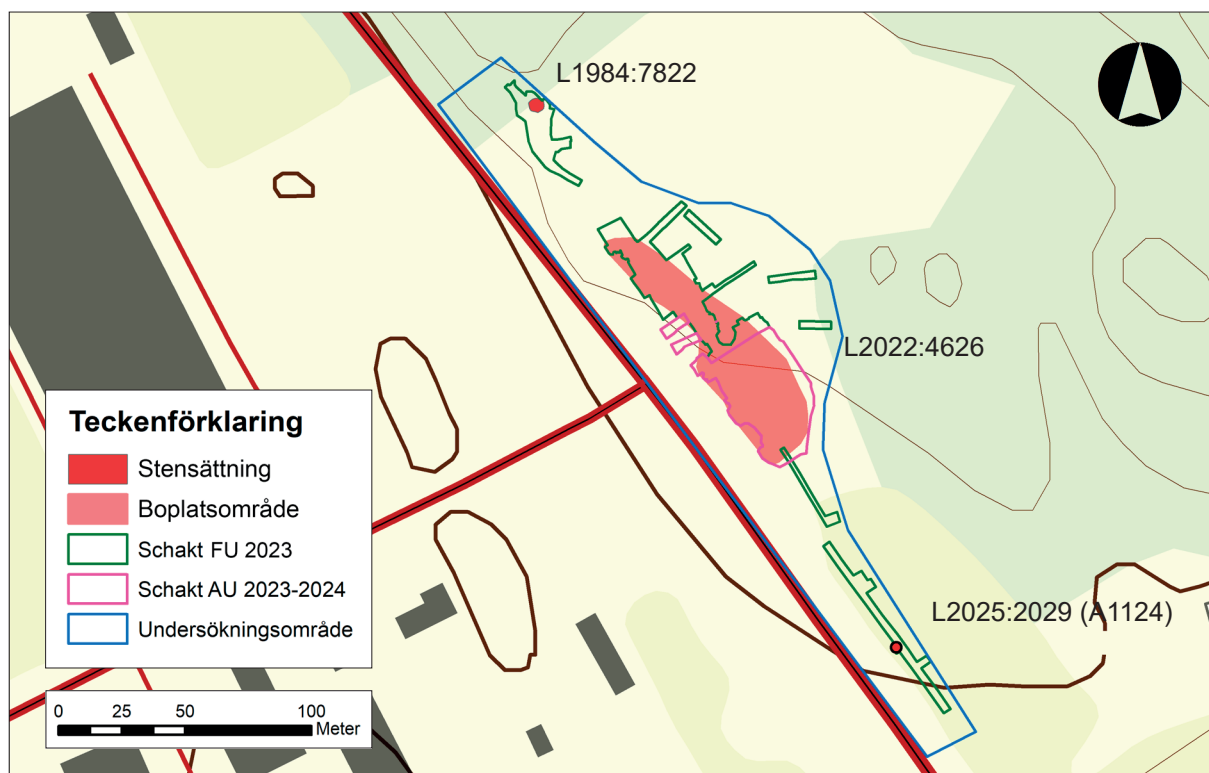 L1984:7822
L2022:4626
L2025:2029 (A1124)
Teckenförklaring
Stensättning
Boplatsområde
Schakt FU 2023
Schakt AU 2023-2024
Undersökningsområde
0 25 50 100
Meter